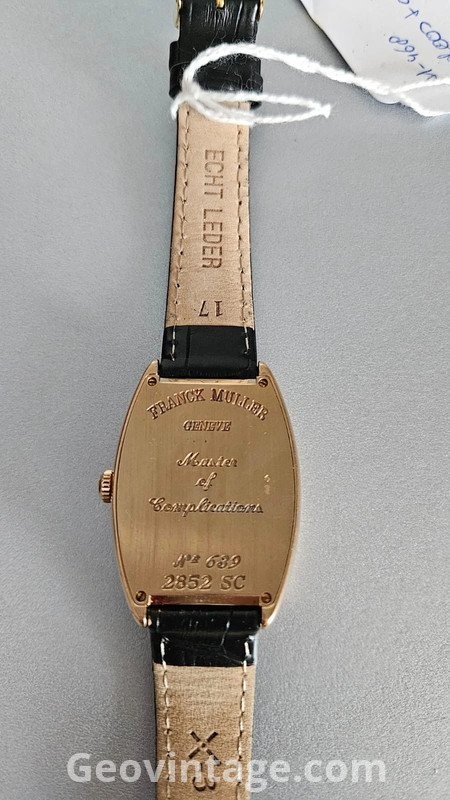 ECHT LEDER
17
FRANCK MULLER
GENEVE
Master
of
Complications
Nº 639
2852 SC
Geovintage.com